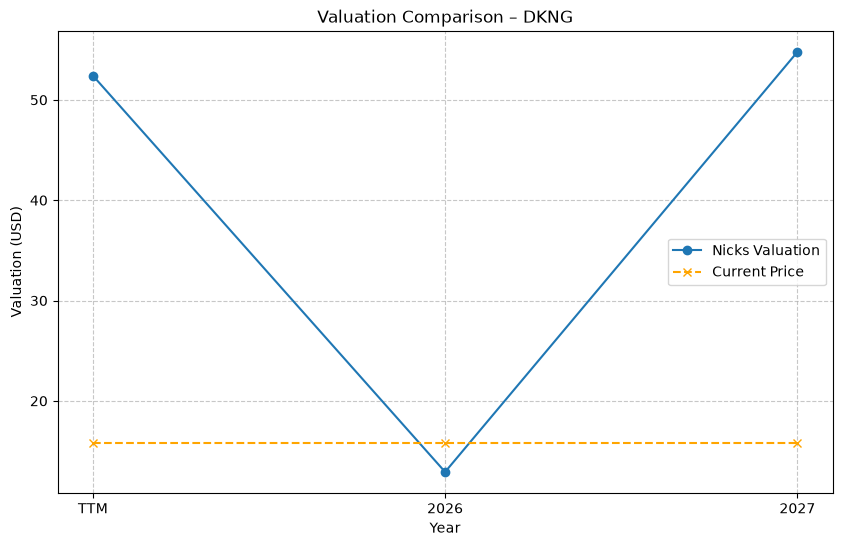 Valuation Comparison – DKNG
Valuation (USD)
50
40
30
20
Nicks Valuation
Current Price
TTM
2026
2027
Year